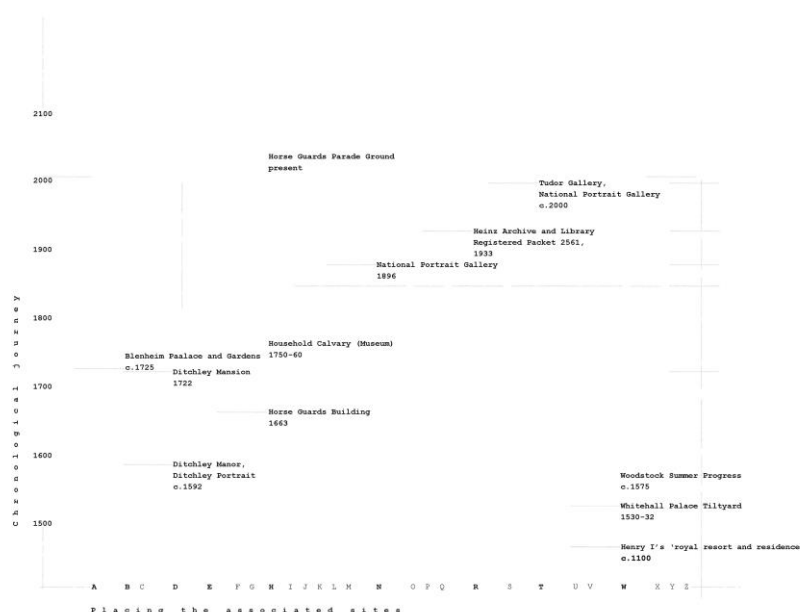 2100
Horse Guards Parade Ground
present
2000
Tudor Gallery,
National Portrait Gallery
c.2000
Heinz Archive and Library
Registered Packet 2561,
1933
1900
National Portrait Gallery
1896
1800
Household Calvary (Museum)
1750-60
Blenheim Paalace and Gardens
c.1725
Ditchley Mansion
1722
1700
Horse Guards Building
1663
1600
Ditchley Manor,
Ditchley Portrait
c.1592
Woodstock Summer Progress
c.1575
Whitehall Palace Tiltyard
1530-32
1500
Henry I's 'royal resort and residence
c.1100
Chronological journey
A B C D E F G H I J K L M N O P Q R S T U V W X Y Z
Placing the associated sites